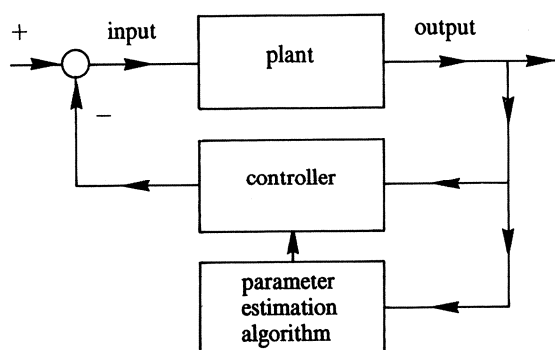 +
input
plant
output
−
controller
parameter
estimation
algorithm